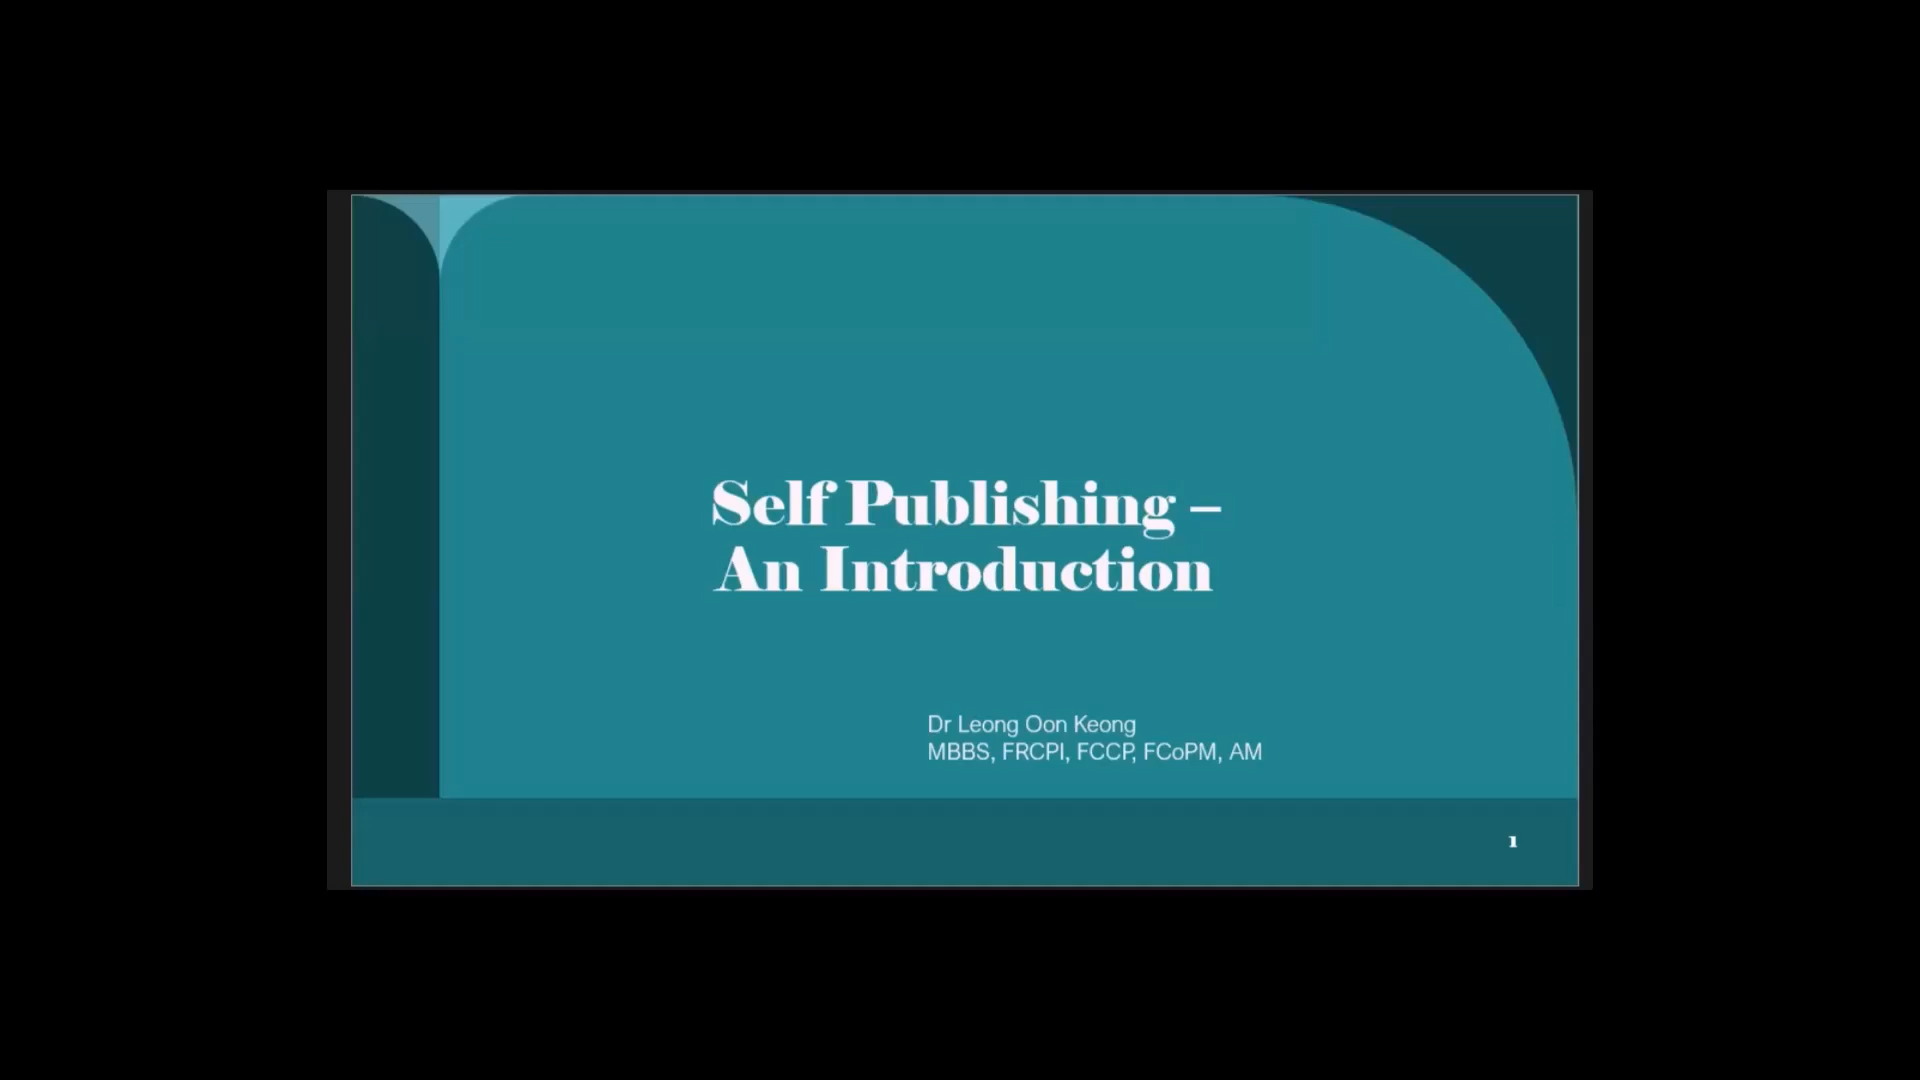 Self Publishing –
An Introduction
Dr Leong Oon Keong
MBBS, FRCPI, FCCP, FCoPM, AM
1